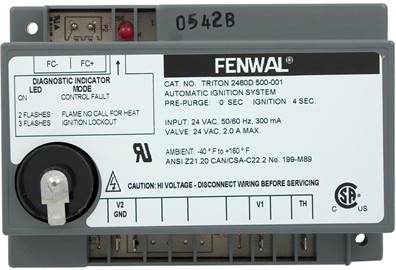 0542B
FC- FC+
FENWAL®
DIAGNOSTIC INDICATOR
LED MODE
ON CONTROL FAULT
2 FLASHES FLAME NO CALL FOR HEAT
3 FLASHES IGNITION LOCKOUT
CAT. NO. TRITON 2460D 500-001
AUTOMATIC IGNITION SYSTEM
PRE-PURGE: 0 SEC IGNITION 4 SEC.
INPUT: 24 VAC, 50/60 Hz, 300 mA
VALVE: 24 VAC, 2.0 A MAX.
AMBIENT: -40 °F to +160 °F
ANSI Z21.20 CAN/CSA-C22.2 No. 199-M89
CAUTION: HI VOLTAGE - DISCONNECT WIRING BEFORE SERVICING
V2 GND V1 TH
C US